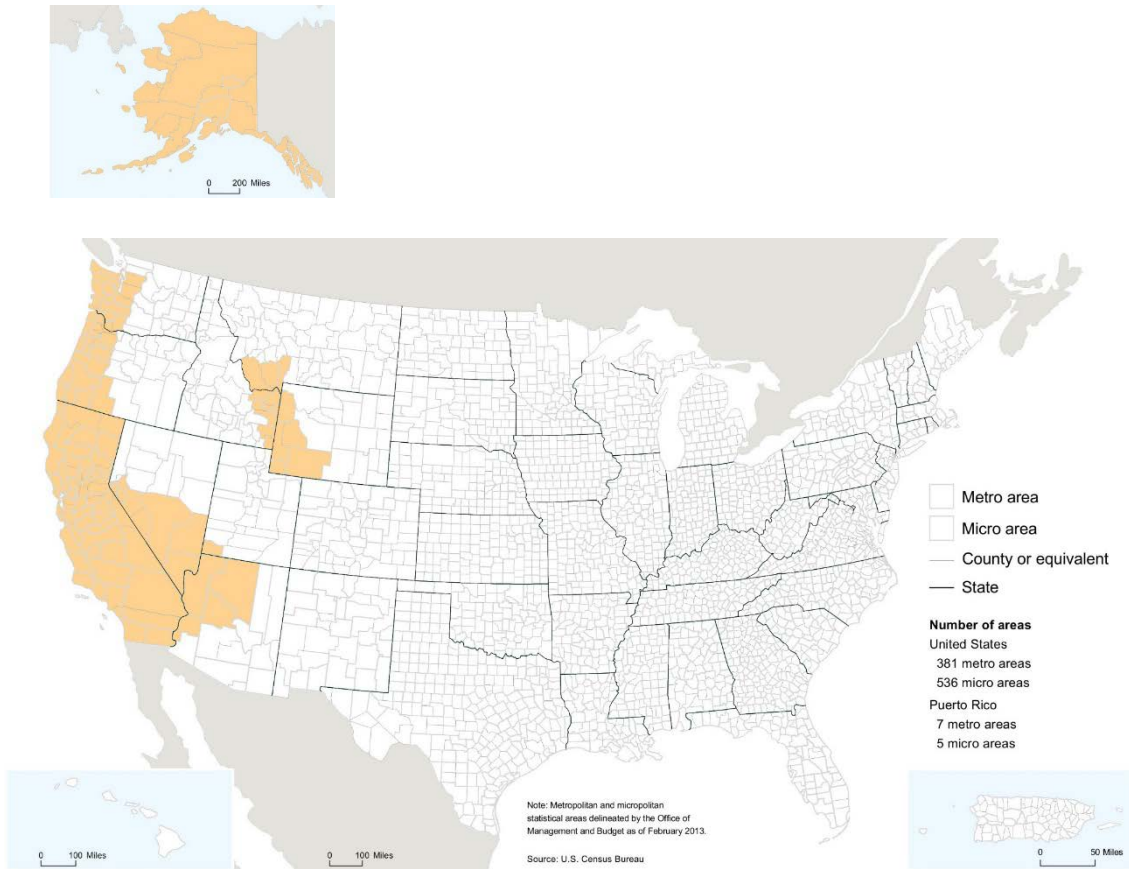 0 200 Miles
Metro area
Micro area
County or equivalent
State
Number of areas
United States
381 metro areas
536 micro areas
Puerto Rico
7 metro areas
5 micro areas
Note: Metropolitan and micropolitan
statistical areas delineated by the Office of
Management and Budget as of February 2013.
Source: U.S. Census Bureau
0 100 Miles
0 100 Miles
0 50 Miles